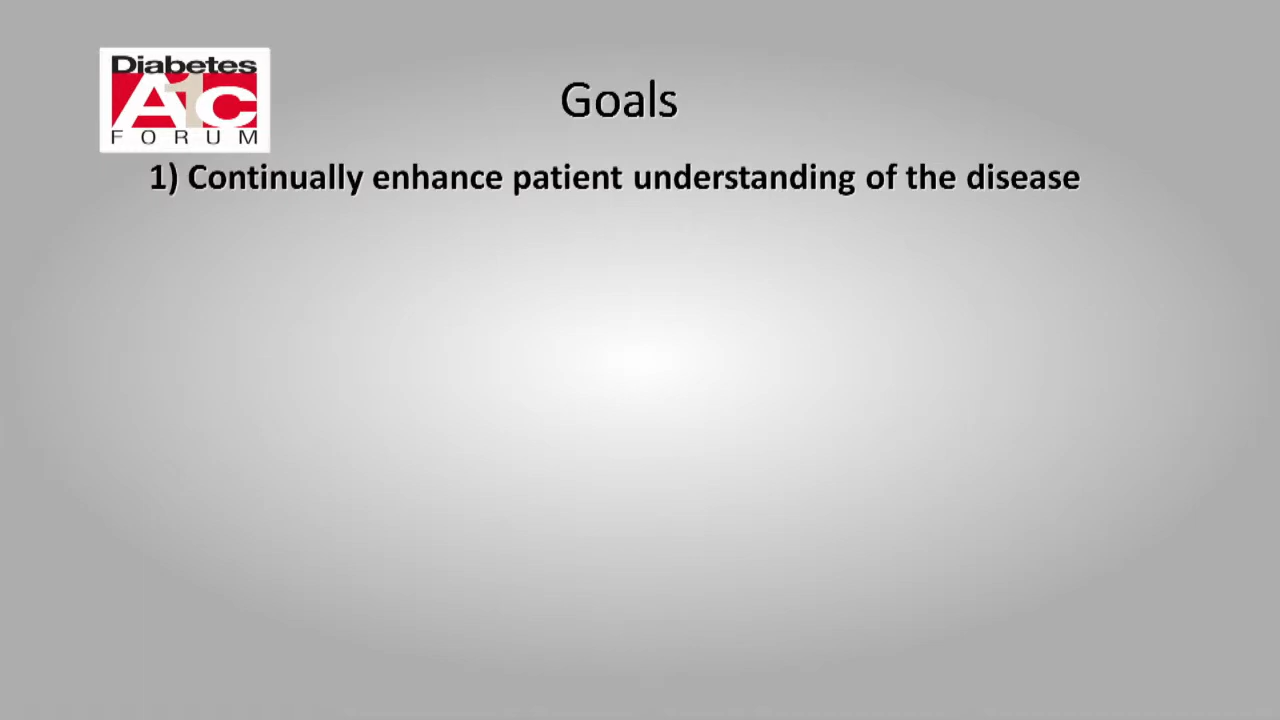 Diabetes
A1c
FORUM
Goals
1) Continually enhance patient understanding of the disease